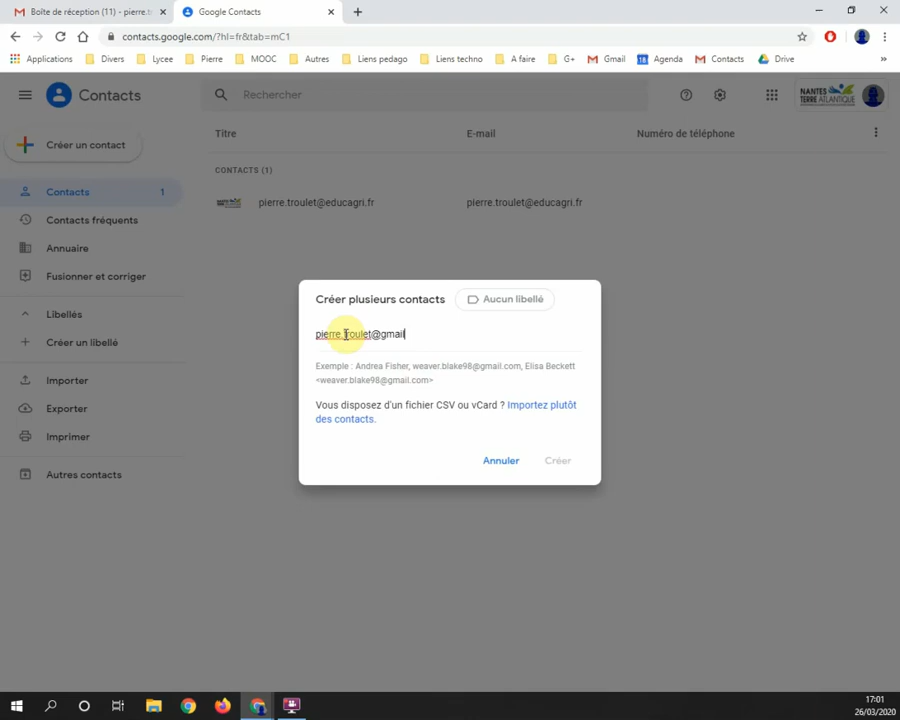 Boîte de réception (11) - pierre.t
Google Contacts
contacts.google.com/?hl=fr&tab=mC1
Applications
Divers
Lycee
Pierre
MOOC
Autres
Liens pedago
Liens techno
A faire
G+
Gmail
Agenda
Contacts
Drive
»
Contacts
Rechercher
NANTES
TERRE ATLANTIQUE
Créer un contact
Titre
E-mail
Numéro de téléphone
CONTACTS (1)
Contacts 1
pierre.troulet@educagri.fr
pierre.troulet@educagri.fr
Contacts fréquents
Annuaire
Fusionner et corriger
Libellés
Créer un libellé
Importer
Exporter
Imprimer
Autres contacts
Créer plusieurs contacts
Aucun libellé
pierre.troulet@gmail
Exemple : Andrea Fisher, weaver.blake98@gmail.com, Elisa Beckett
<weaver.blake98@gmail.com>
Vous disposez d'un fichier CSV ou vCard ? Importez plutôt
des contacts.
Annuler
Créer
17:01
26/03/2020